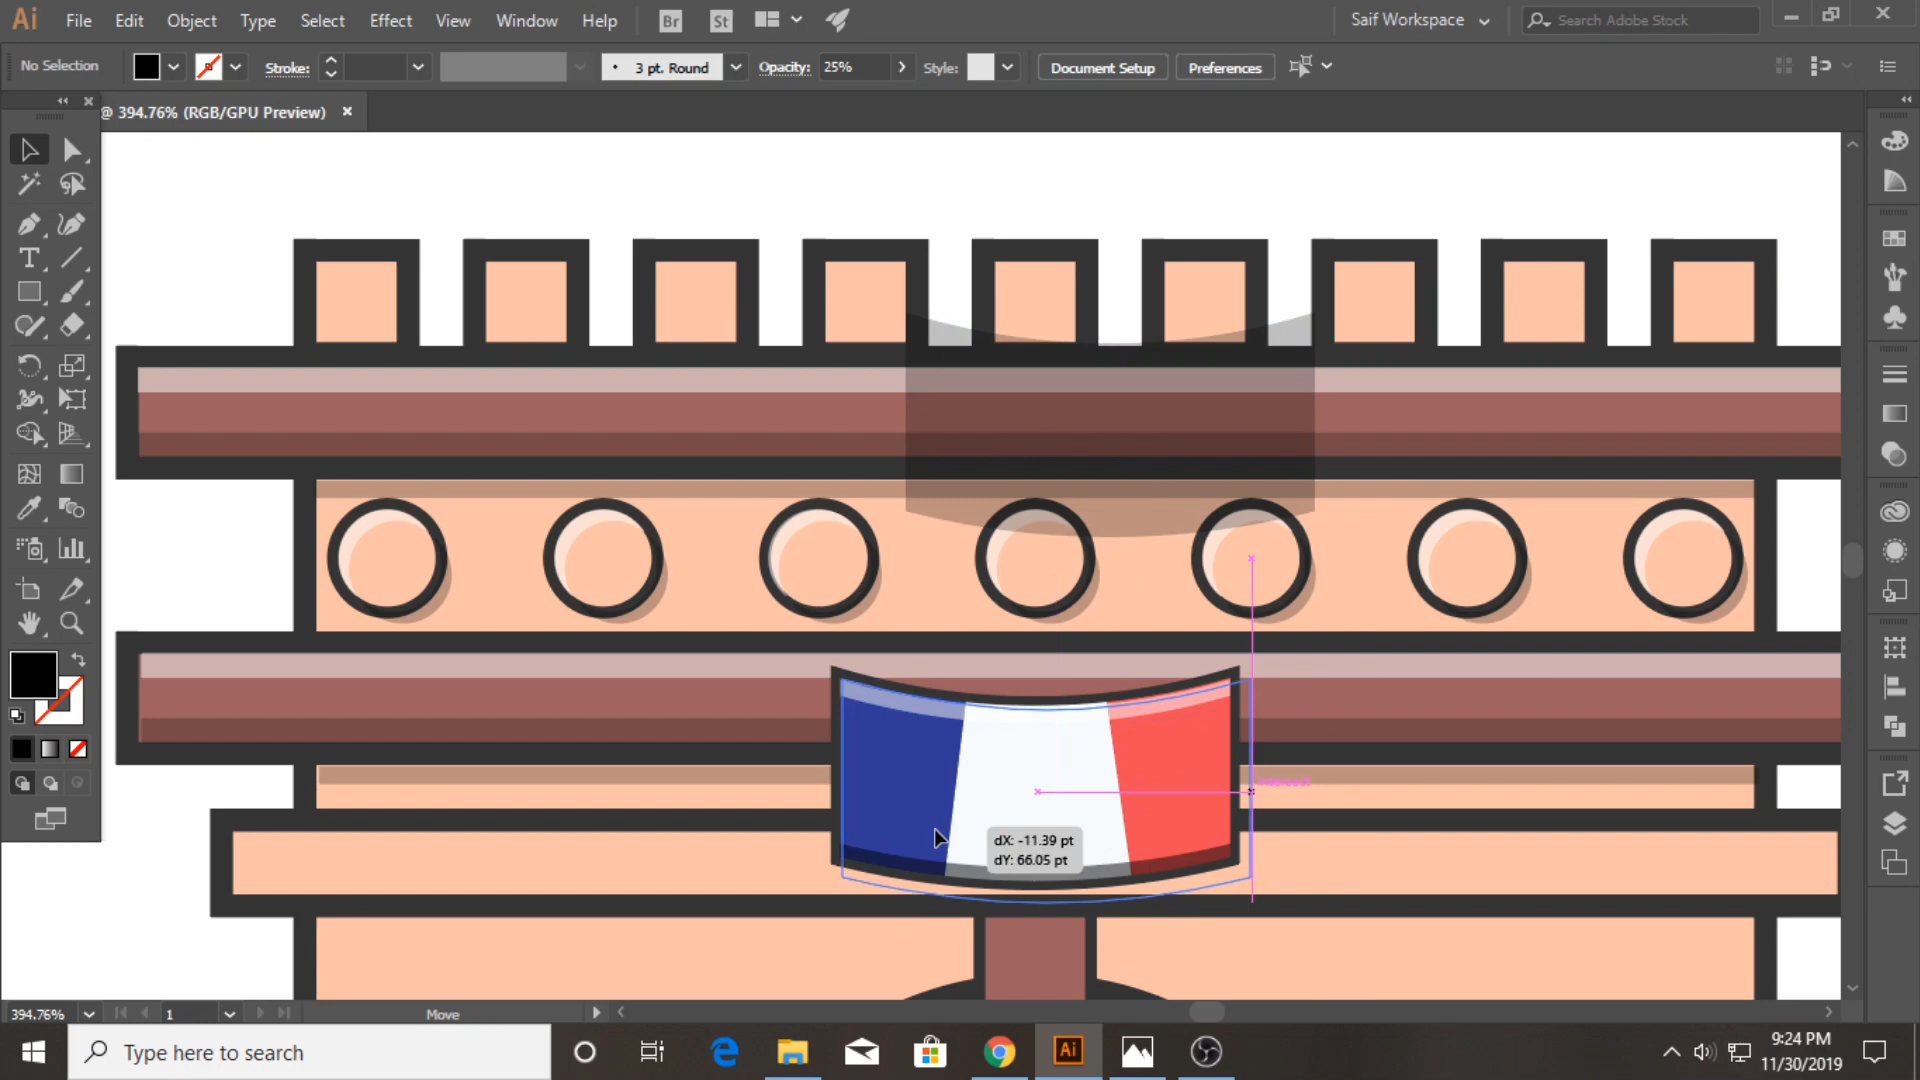 Ai File Edit Object Type Select Effect View Window Help Br St Saif Workspace Search Adobe Stock
No Selection Stroke: 3 pt. Round Opacity: 25% Style: Document Setup Preferences
@ 394.76% (RGB/GPU Preview)
T
dX: -11.39 pt
dY: 66.05 pt
394.76% 1 Move
Type here to search Ai 9:24 PM
11/30/2019